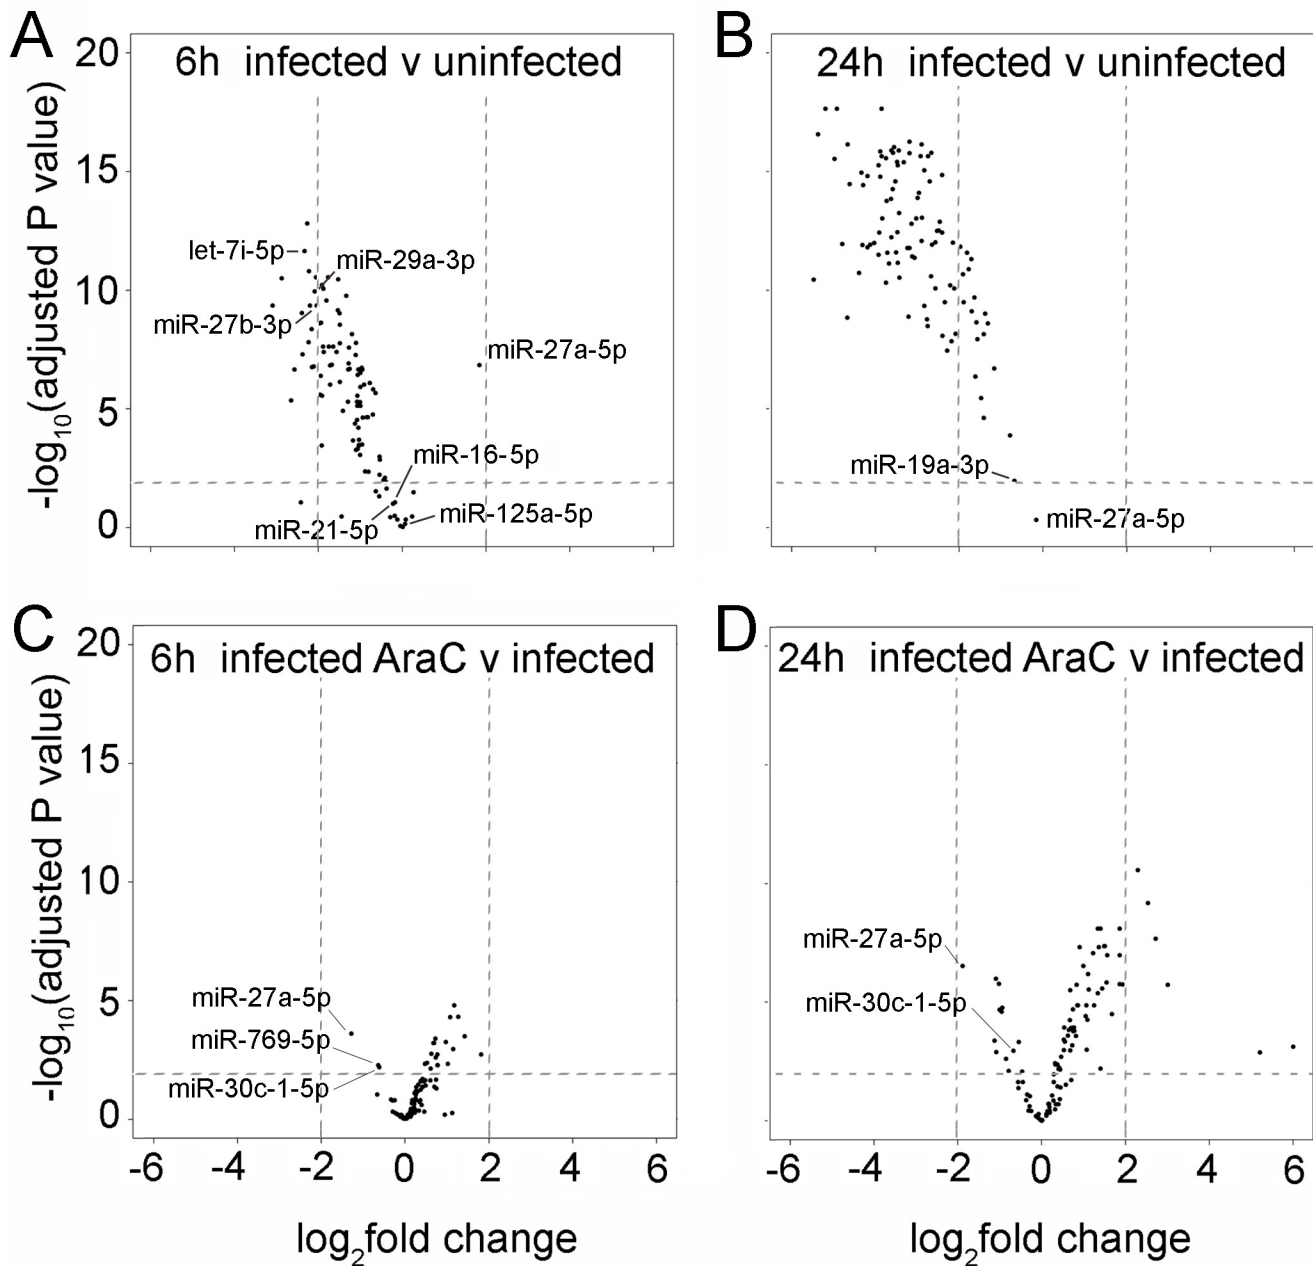 A
6h infected v uninfected
-log10(adjusted P value)
20
15
10
5
0
let-7i-5p
miR-29a-3p
miR-27b-3p
miR-27a-5p
miR-16-5p
miR-21-5p
miR-125a-5p
B
24h infected v uninfected
miR-19a-3p
miR-27a-5p
C
6h infected AraC v infected
-log10(adjusted P value)
20
15
10
5
0
miR-27a-5p
miR-769-5p
miR-30c-1-5p
-6 -4 -2 0 2 4 6
log2fold change
D
24h infected AraC v infected
miR-27a-5p
miR-30c-1-5p
-6 -4 -2 0 2 4 6
log2fold change